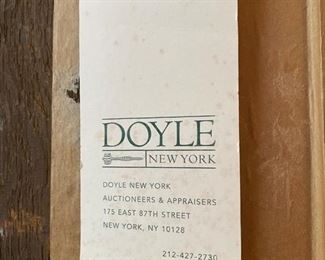 DOYLE
NEW YORK
DOYLE NEW YORK
AUCTIONEERS & APPRAISERS
175 EAST 87TH STREET
NEW YORK, NY 10128
212-427-2730